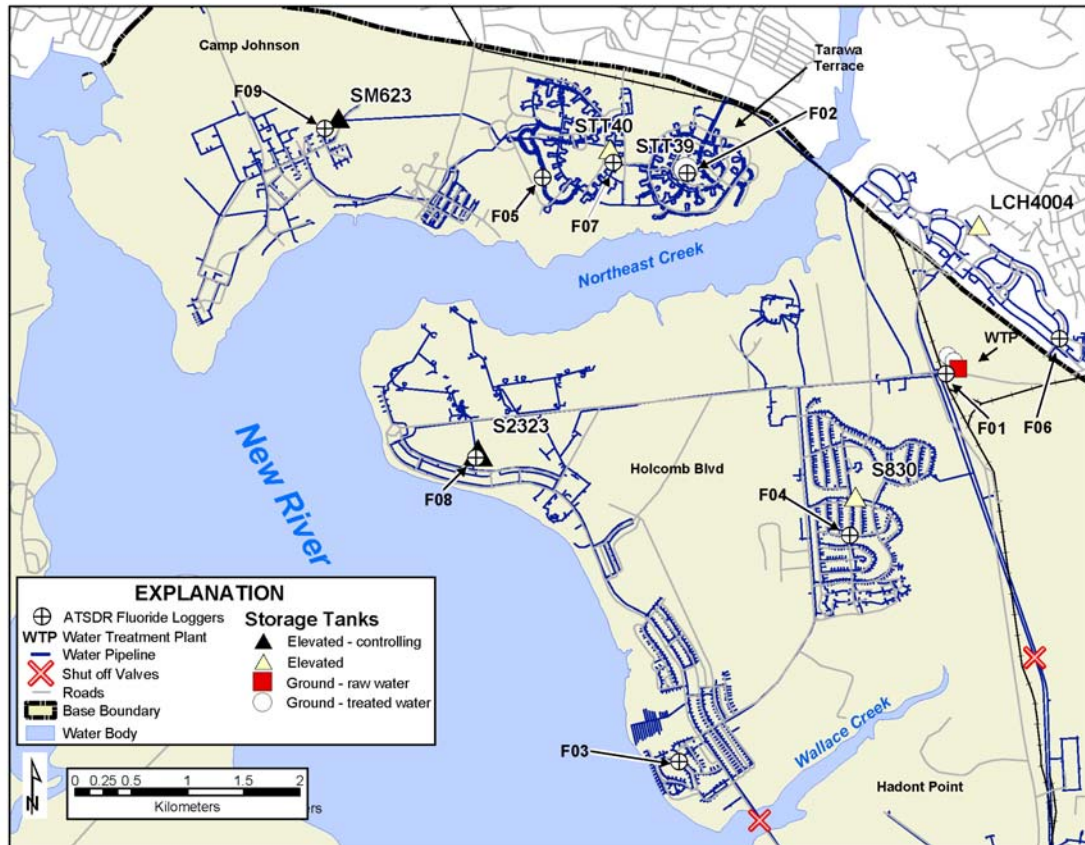 Camp Johnson
Tarawa
Terrace
F09
SM623
F02
STT40
STT39
F05
F07
LCH4004
Northeast Creek
WTP
F01
F06
S2323
F08
New River
Holcomb Blvd
S830
F04
F03
Wallace Creek
Hadont Point
EXPLANATION
ATSDR Fluoride Loggers
WTP Water Treatment Plant
Water Pipeline
Shut off Valves
Roads
Base Boundary
Water Body
Storage Tanks
Elevated - controlling
Elevated
Ground - raw water
Ground - treated water
N
0 0.25 0.5 1 1.5 2
Kilometers
ers